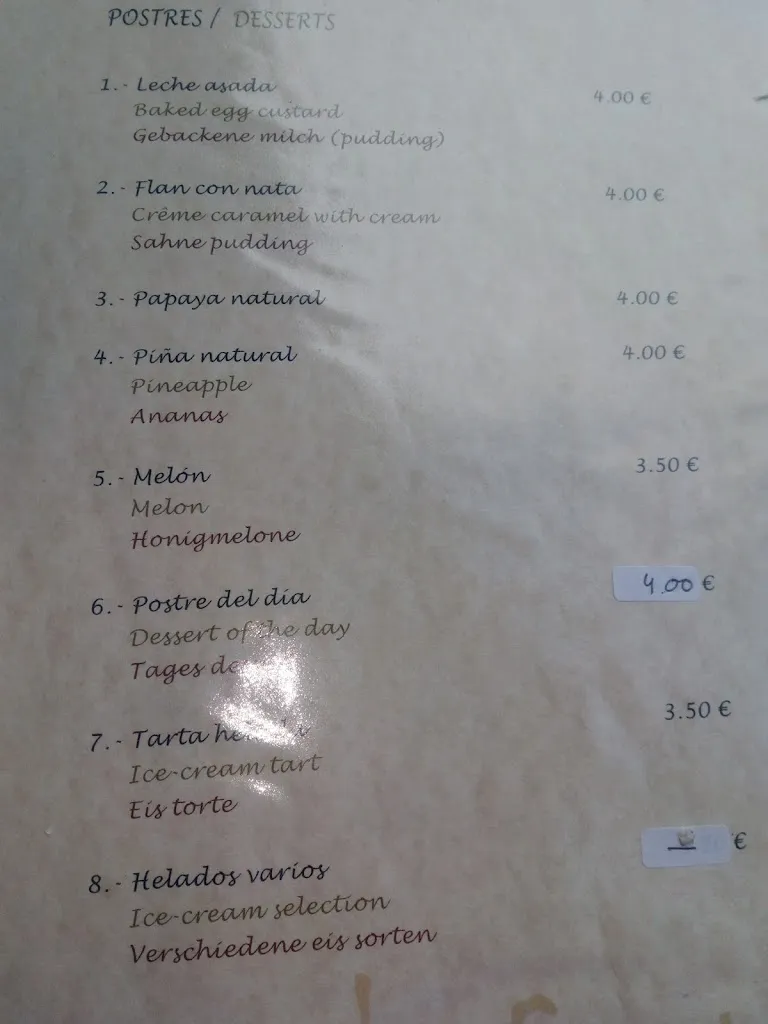 POSTRES / DESSERTS
1.- Leche asada 4.00 €
Baked egg custard
Gebackene milch (pudding)
2.- Flan con nata 4.00 €
Crême caramel with cream
Sahne pudding
3.- Papaya natural 4.00 €
4.- Piña natural 4.00 €
Pineapple
Ananas
5.- Melón 3.50 €
Melon
Honigmelone
6.- Postre del día 4.00 €
Dessert of the day
Tages
7.- Tarta 3.50 €
Ice-cream tart
Eis torte
8.- Helados varios €
Ice-cream selection
Verschiedene eis sorten